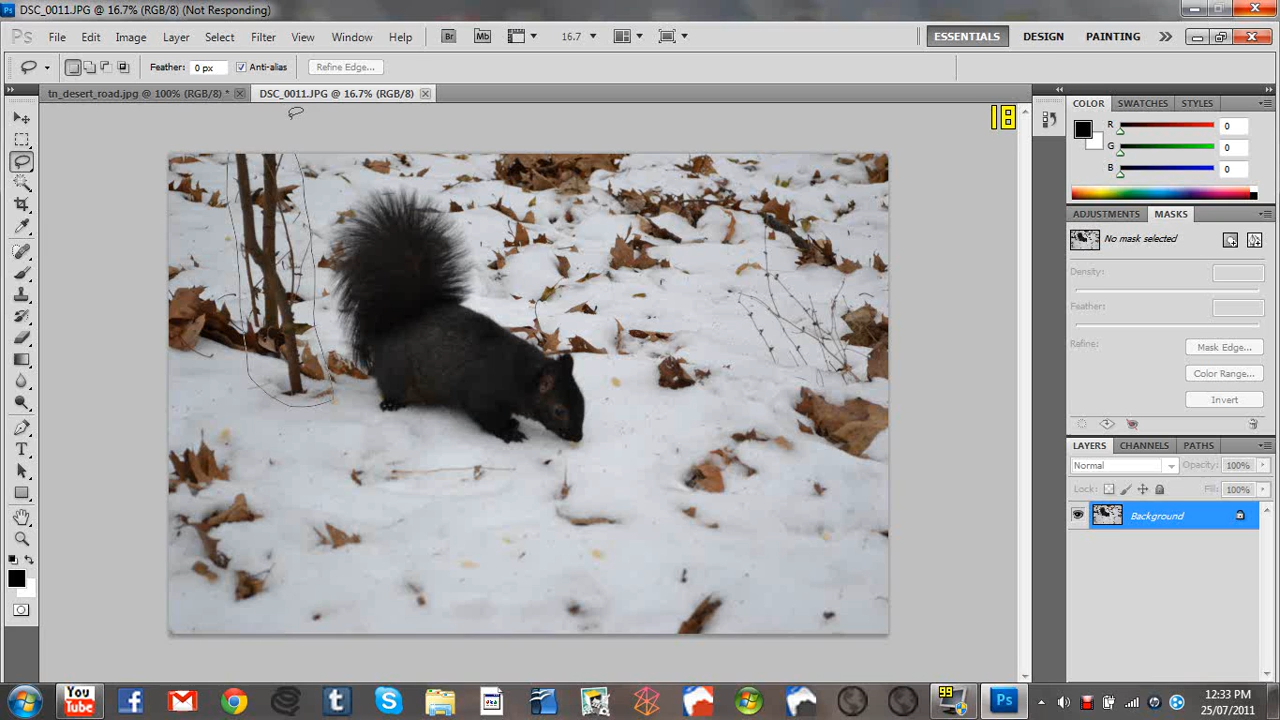 Ps DSC_0011.JPG @ 16.7% (RGB/8) (Not Responding)
Ps File Edit Image Layer Select Filter View Window Help Br Mb 16.7 ESSENTIALS DESIGN PAINTING
Feather: 0 px Anti-alias Refine Edge...
tn_desert_road.jpg @ 100% (RGB/8) * DSC_0011.JPG @ 16.7% (RGB/8)
18
COLOR SWATCHES STYLES
R 0
G 0
B 0
ADJUSTMENTS MASKS
No mask selected
Density:
Feather:
Refine: Mask Edge...
Color Range...
Invert
LAYERS CHANNELS PATHS
Normal Opacity: 100%
Lock: Fill: 100%
Background
T
You Tube f t S 99 Ps
12:33 PM
25/07/2011